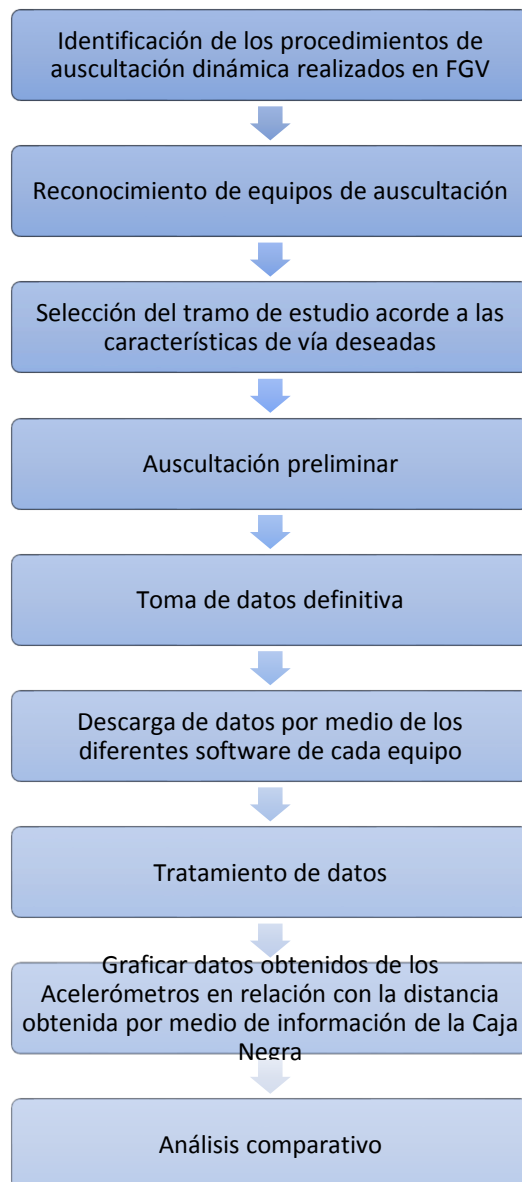 Identificación de los procedimientos de
auscultación dinámica realizados en FGV
Reconocimiento de equipos de auscultación
Selección del tramo de estudio acorde a las
características de vía deseadas
Auscultación preliminar
Toma de datos definitiva
Descarga de datos por medio de los
diferentes software de cada equipo
Tratamiento de datos
Graficar datos obtenidos de los
Acelerómetros en relación con la distancia
obtenida por medio de información de la Caja
Negra
Análisis comparativo